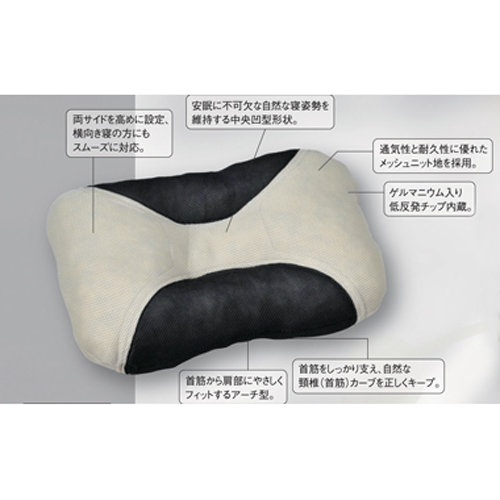 安眠に不可欠な自然な寝姿勢を
維持する中央凹型形状。
両サイドを高めに設定、
横向き寝の方にも
スムーズに対応。
通気性と耐久性に優れた
メッシュニット地を採用。
ゲルマニウム入り
低反発チップ内蔵。
首筋をしっかり支え、自然な
頸椎(首筋)カーブを正しくキープ。
首筋から肩部にやさしく
フィットするアーチ型。